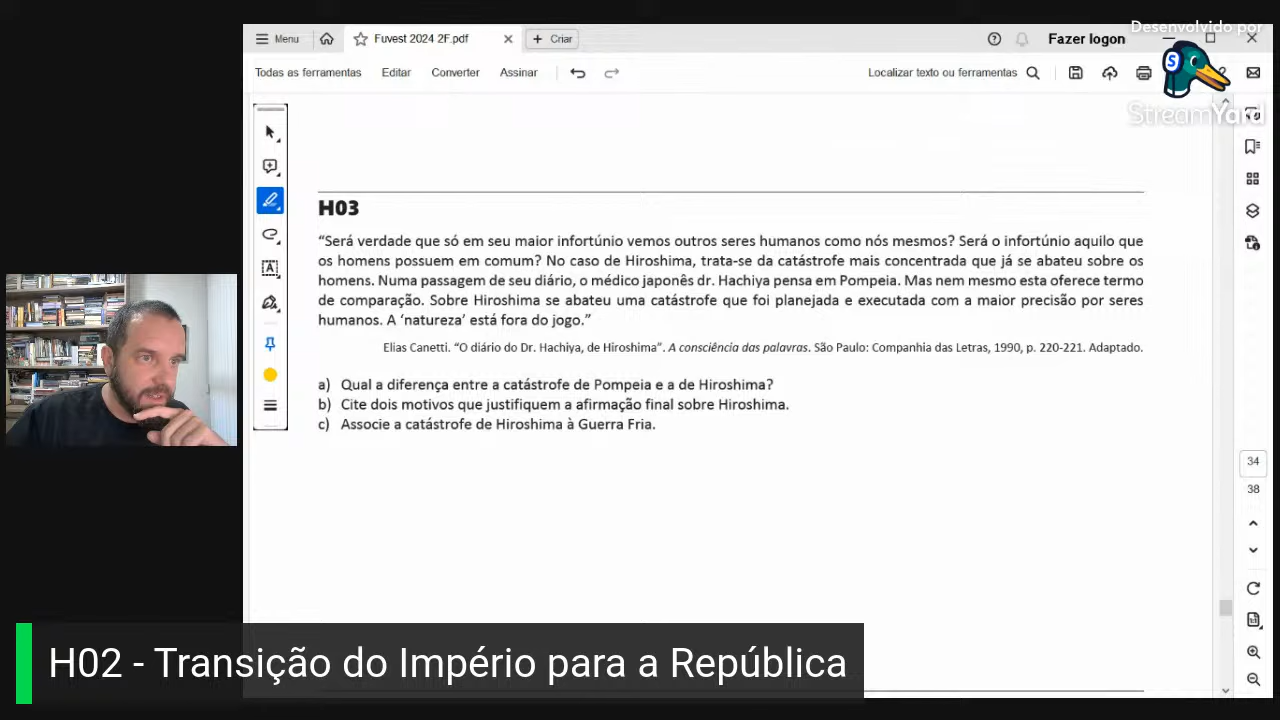 Desenvolvido por
StreamYard
Menu
Fuvest 2024 2F.pdf
Criar
Fazer logon
Todas as ferramentas
Editar
Converter
Assinar
Localizar texto ou ferramentas
H03
“Será verdade que só em seu maior infortúnio vemos outros seres humanos como nós mesmos? Será o infortúnio aquilo que
os homens possuem em comum? No caso de Hiroshima, trata-se da catástrofe mais concentrada que já se abateu sobre os
homens. Numa passagem de seu diário, o médico japonês dr. Hachiya pensa em Pompeia. Mas nem mesmo esta oferece termo
de comparação. Sobre Hiroshima se abateu uma catástrofe que foi planejada e executada com a maior precisão por seres
humanos. A ‘natureza’ está fora do jogo.”
Elias Canetti. “O diário do Dr. Hachiya, de Hiroshima”. A consciência das palavras. São Paulo: Companhia das Letras, 1990, p. 220-221. Adaptado.
a) Qual a diferença entre a catástrofe de Pompeia e a de Hiroshima?
b) Cite dois motivos que justifiquem a afirmação final sobre Hiroshima.
c) Associe a catástrofe de Hiroshima à Guerra Fria.
34
38
H02 - Transição do Império para a República